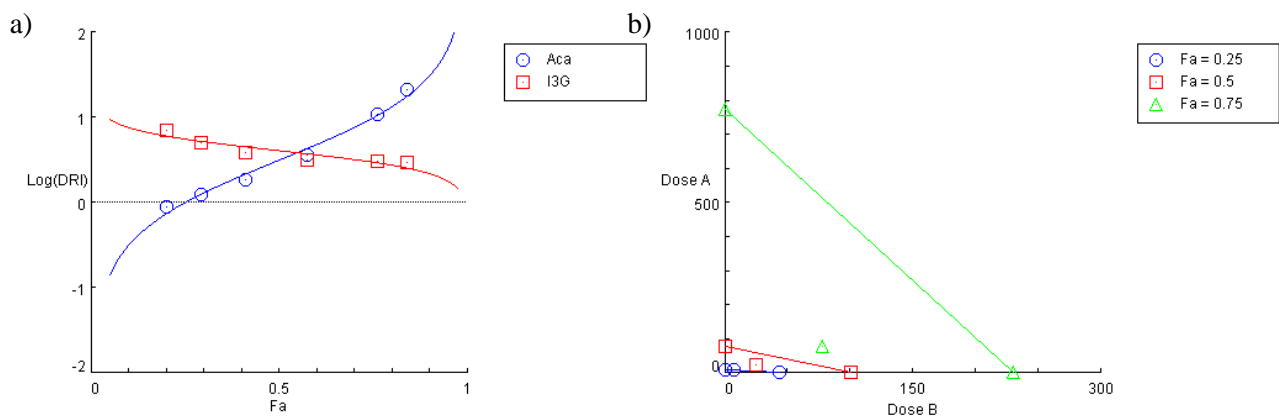 a)
2
1
Log(DRI)
0
-1
-2
0
0.5
1
Fa
Aca
I3G
b)
1000
Dose A
500
0
0
150
300
Dose B
Fa = 0.25
Fa = 0.5
Fa = 0.75